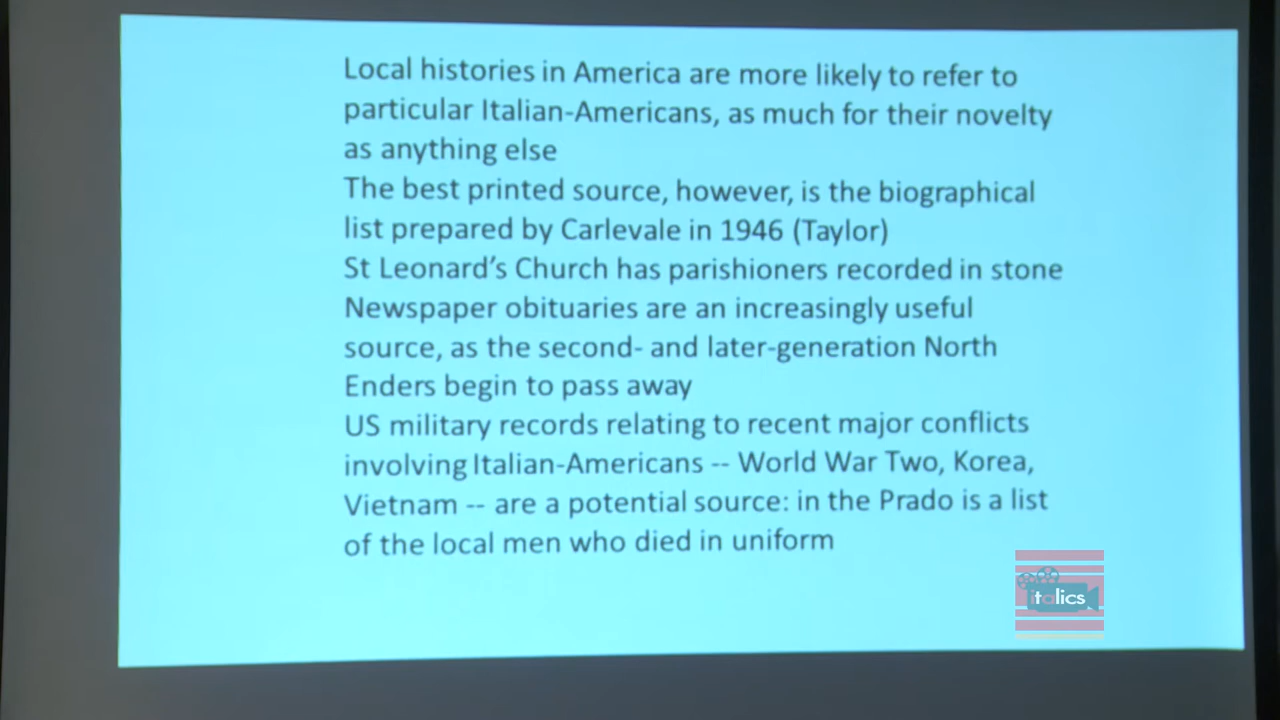 Local histories in America are more likely to refer to
particular Italian-Americans, as much for their novelty
as anything else
The best printed source, however, is the biographical
list prepared by Carlevale in 1946 (Taylor)
St Leonard's Church has parishioners recorded in stone
Newspaper obituaries are an increasingly useful
source, as the second- and later-generation North
Enders begin to pass away
US military records relating to recent major conflicts
involving Italian-Americans -- World War Two, Korea,
Vietnam -- are a potential source: in the Prado is a list
of the local men who died in uniform
italics